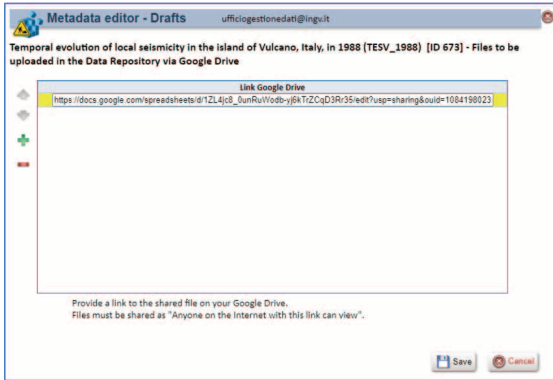 Metadata editor - Drafts ufficiogestionedati@ingv.it
Temporal evolution of local seismicity in the island of Vulcano, Italy, in 1988 (TESV_1988) [ID 673] - Files to be
uploaded in the Data Repository via Google Drive
Link Google Drive
https://docs.google.com/spreadsheets/d/1ZL4jc8_0unRuWodb-yj6kTrZCqD3Rr35/edit?usp=sharing&ouid=1084198023
Provide a link to the shared file on your Google Drive.
Files must be shared as "Anyone on the Internet with this link can view".
Save Cancel